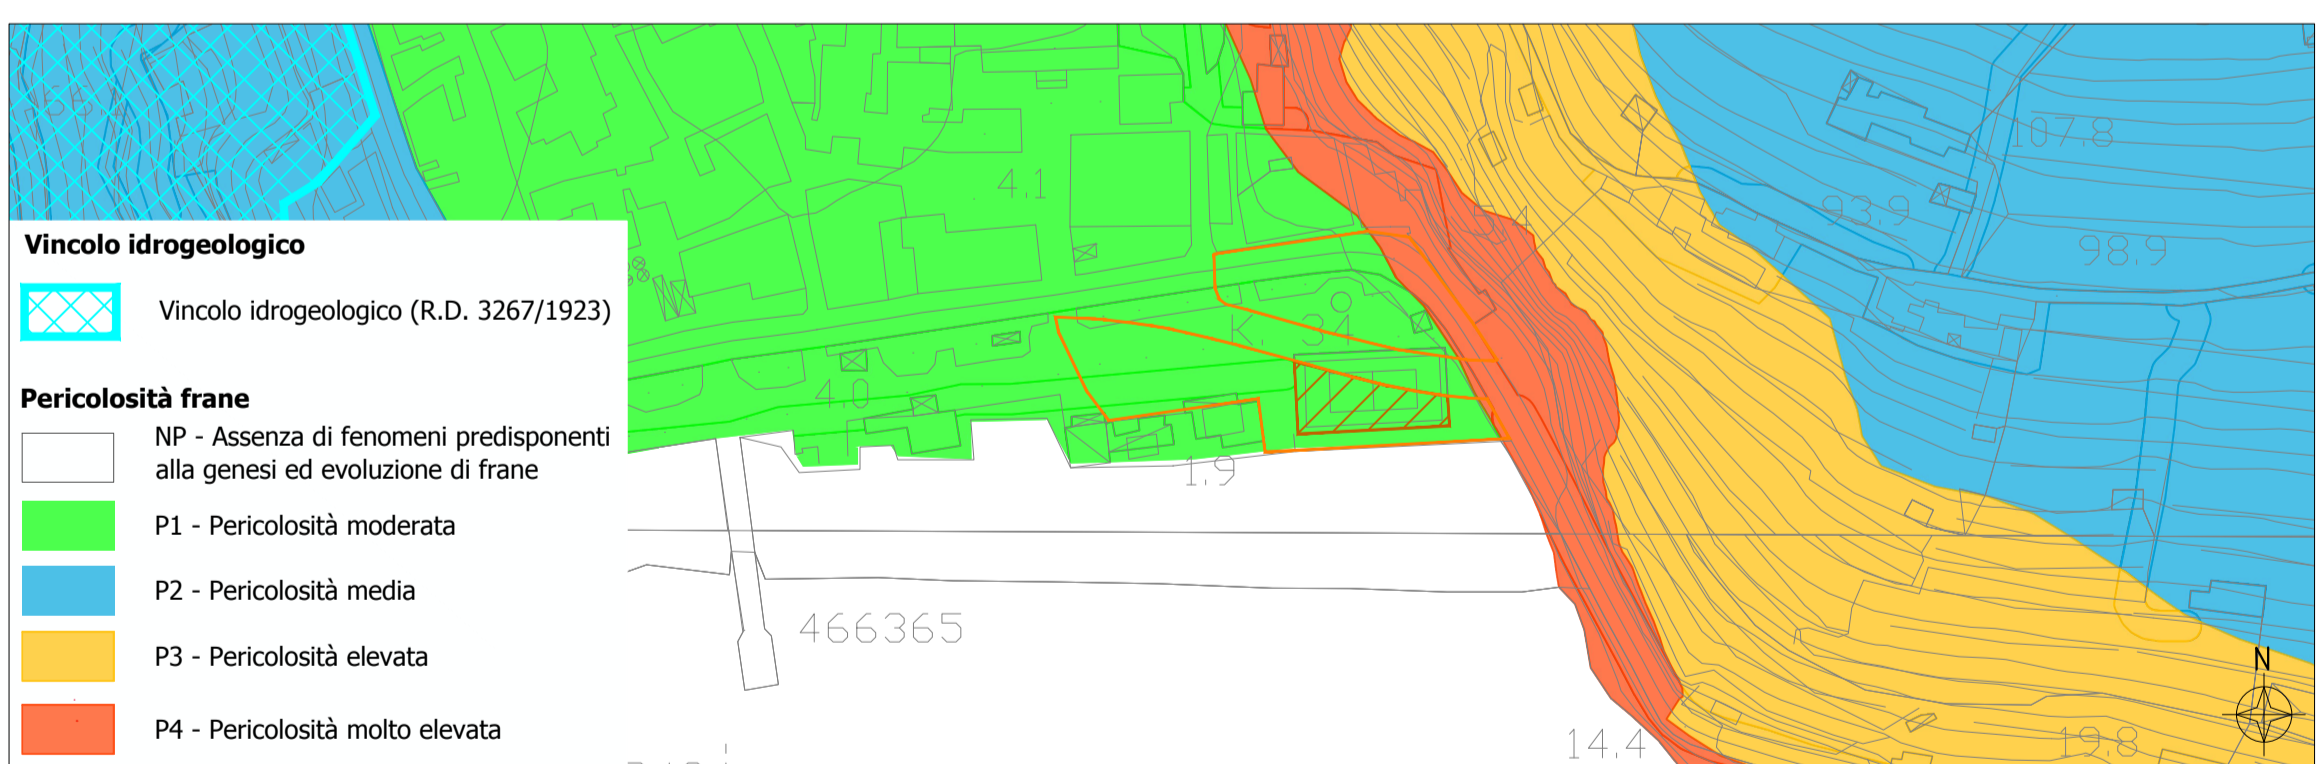 Vincolo idrogeologico
Vincolo idrogeologico (R.D. 3267/1923)
Pericolosità frane
NP - Assenza di fenomeni predisponenti
alla genesi ed evoluzione di frane
P1 - Pericolosità moderata
P2 - Pericolosità media
P3 - Pericolosità elevata
P4 - Pericolosità molto elevata
4.1
107.8
93.9
98.9
K. 34
4.0
1.9
466365
14.4
19.8
N